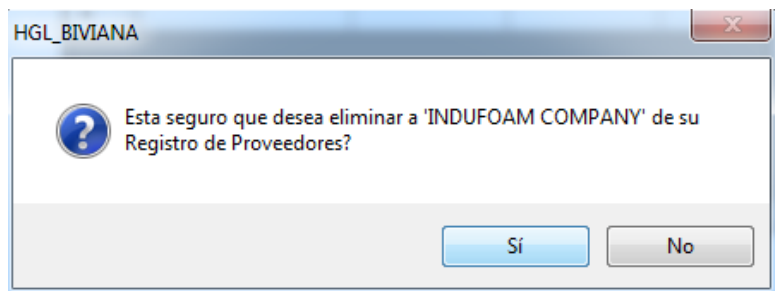 HGL_BIVIANA
Esta seguro que desea eliminar a 'INDUFOAM COMPANY' de su
Registro de Proveedores?
Sí
No